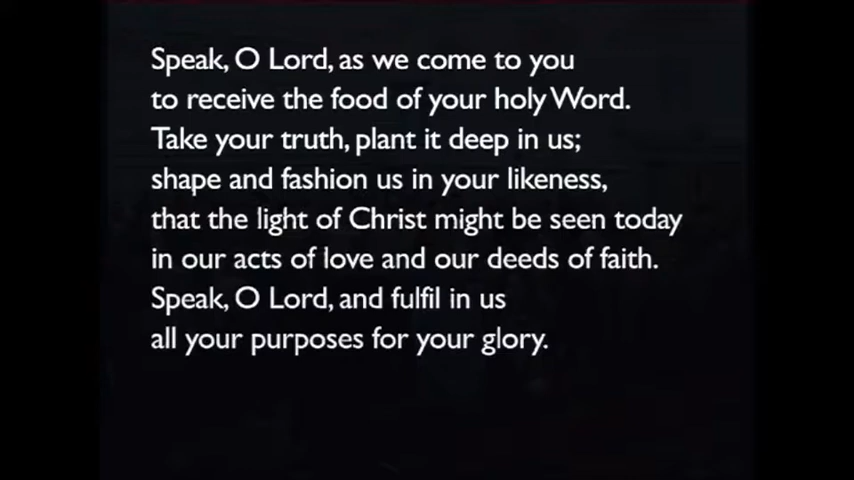 Speak, O Lord, as we come to you
to receive the food of your holy Word.
Take your truth, plant it deep in us;
shape and fashion us in your likeness,
that the light of Christ might be seen today
in our acts of love and our deeds of faith.
Speak, O Lord, and fulfil in us
all your purposes for your glory.